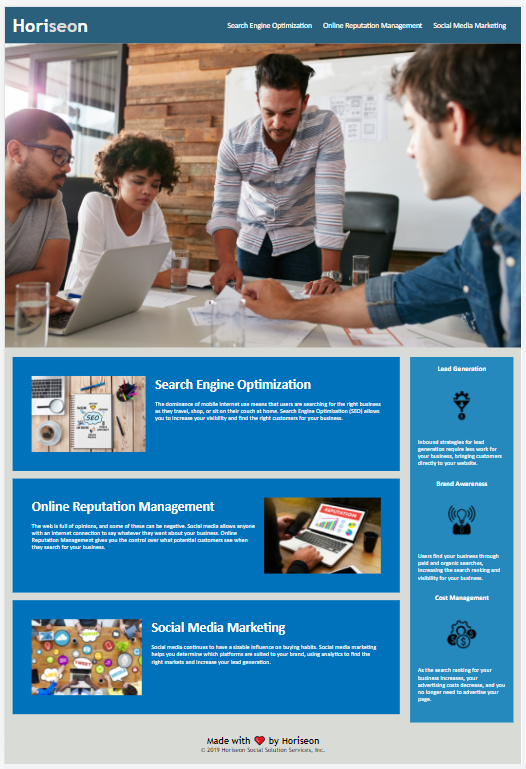 Horiseon
Search Engine Optimization
Online Reputation Management
Social Media Marketing
SEO
Search Engine Optimization
The dominance of mobile internet use means that users are searching for the right business
as they travel, shop, or sit on their couch at home. Search Engine Optimization (SEO) allows
you to increase your visibility and find the right customers for your business.
Online Reputation Management
The web is full of opinions, and some of these can be negative. Social media allows anyone
with an internet connection to say whatever they want about your business. Online
Reputation Management gives you the control over what potential customers see when
they search for your business.
REPUTATION
Social Media Marketing
Social media continues to have a sizable influence on buying habits. Social media marketing
helps you determine which platforms are suited to your brand, using analytics to find the
right markets and increase your lead generation.
TWEET
Lead Generation
Inbound strategies for lead
generation require less work for
your business, bringing customers
directly to your website.
Brand Awareness
Users find your business through
paid and organic searches,
increasing the search ranking and
visibility for your business.
Cost Management
As the search ranking for your
business increases, your
advertising costs decrease, and you
no longer need to advertise your
page.
Made with ❤️ by Horiseon
© 2019 Horiseon Social Solution Services, Inc.